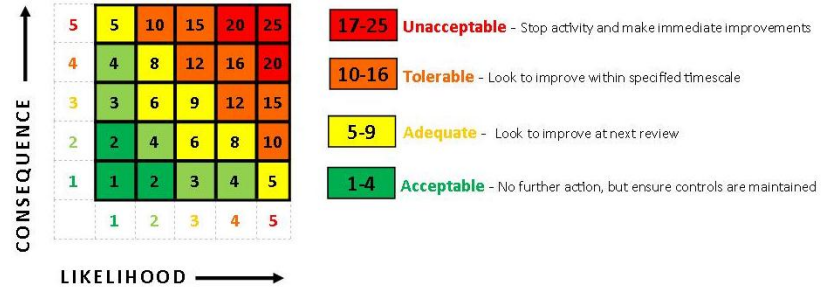 CONSEQUENCE
5 5 10 15 20 25
4 4 8 12 16 20
3 3 6 9 12 15
2 2 4 6 8 10
1 1 2 3 4 5
1 2 3 4 5
LIKELIHOOD
17-25 Unacceptable – Stop activity and make immediate improvements
10-16 Tolerable – Look to improve within specified timescale
5-9 Adequate – Look to improve at next review
1-4 Acceptable – No further action, but ensure controls are maintained